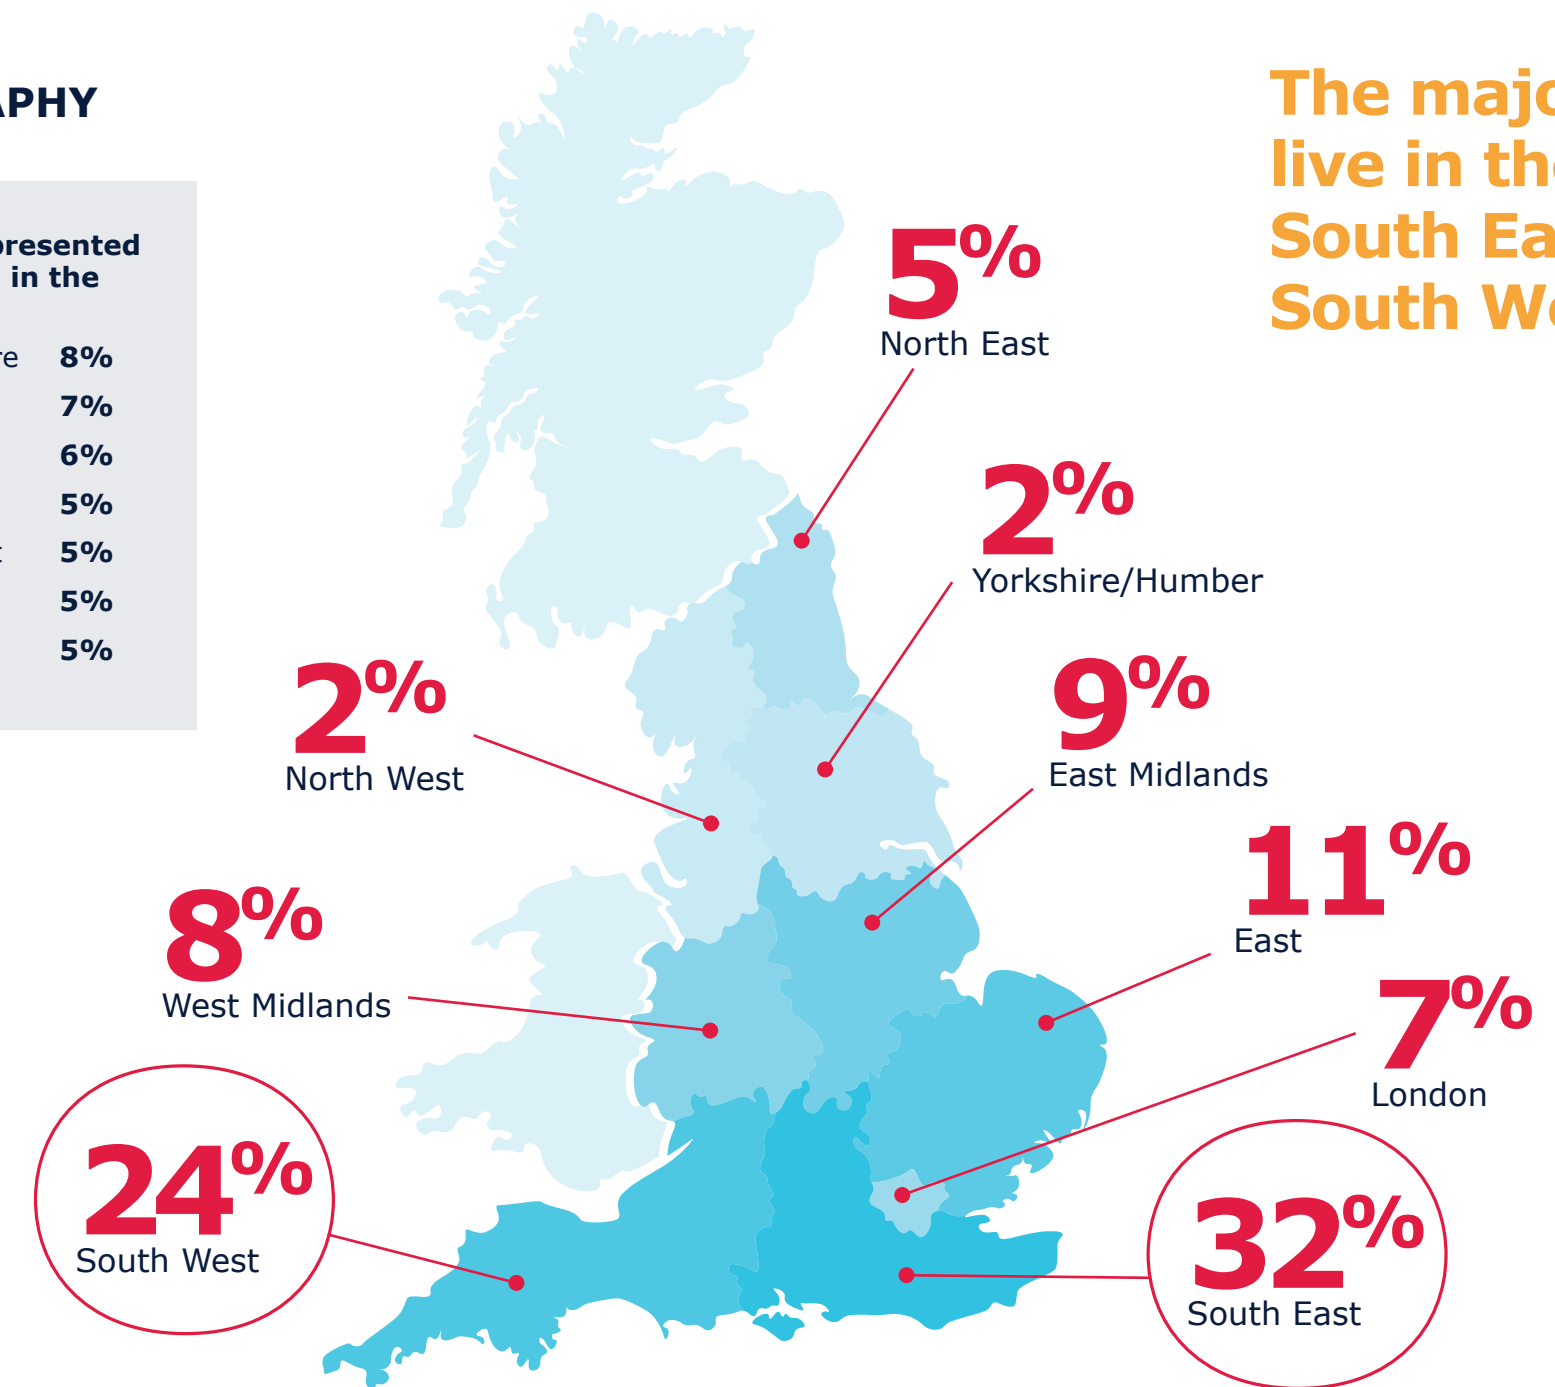 APHY
presented
in the
re 8%
7%
6%
5%
t 5%
5%
5%
The majo
live in the
South Ea
South We
5%
North East
2%
Yorkshire/Humber
2%
North West
9%
East Midlands
11%
East
8%
West Midlands
7%
London
24%
South West
32%
South East